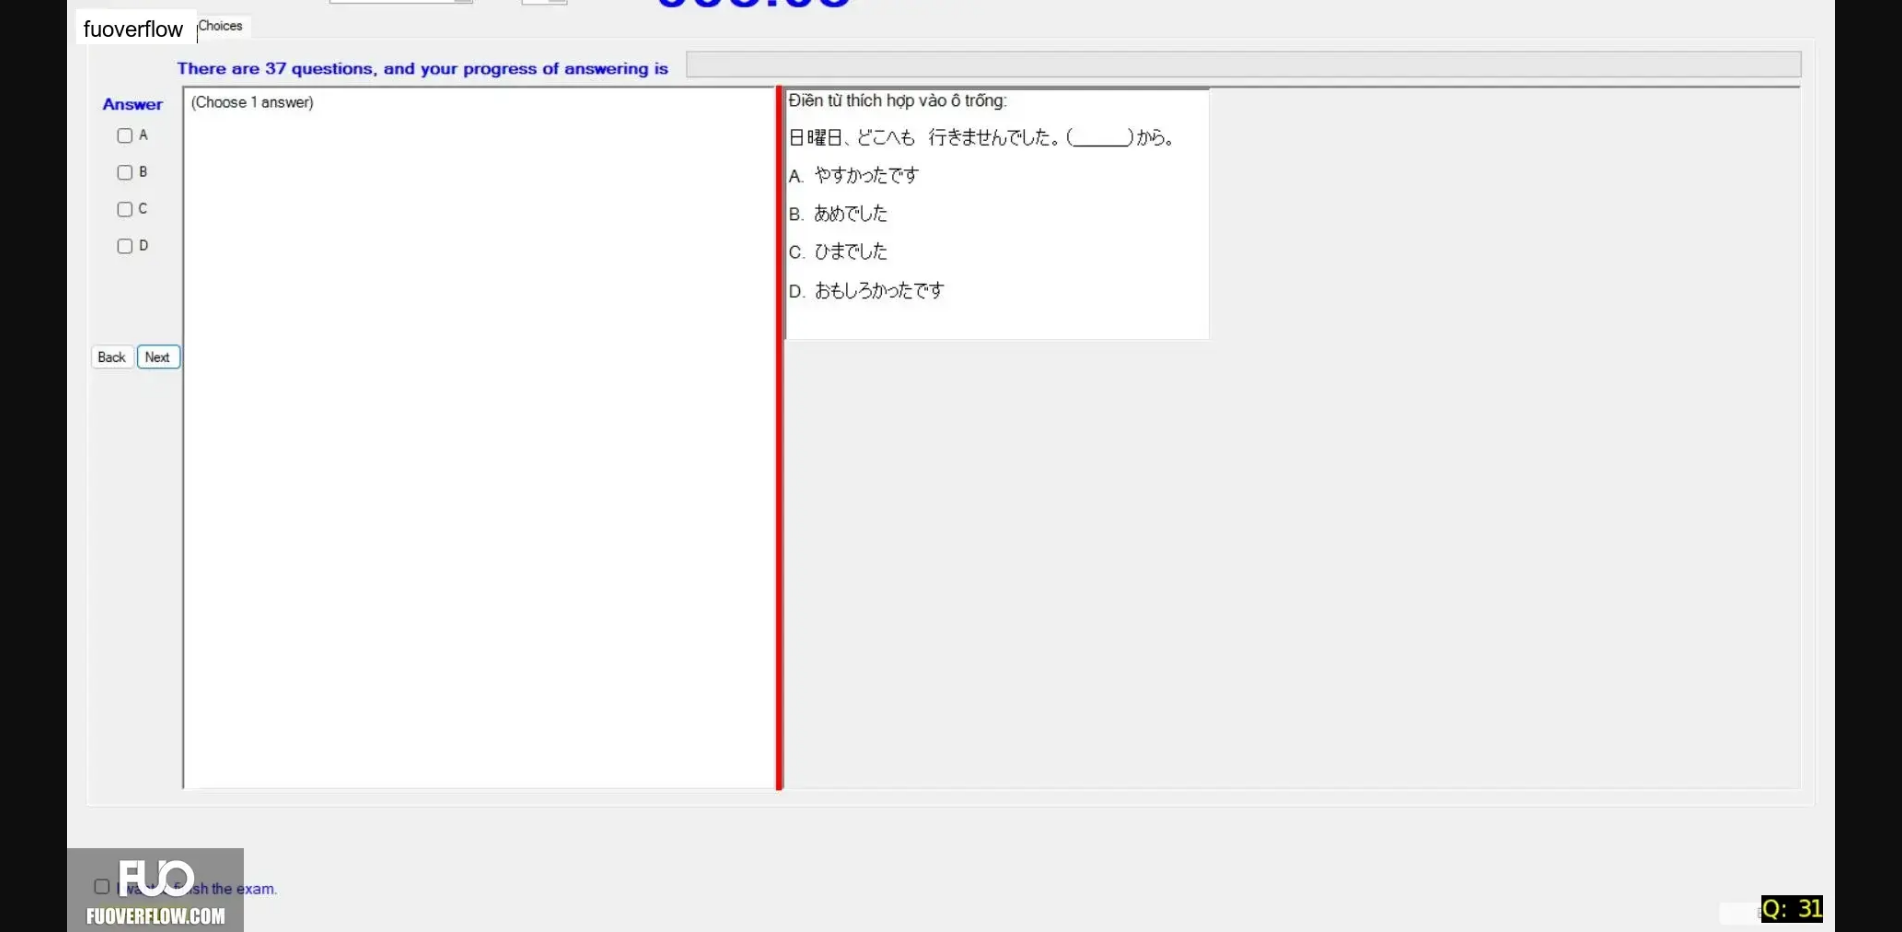 fuoverflow
Choices
There are 37 questions, and your progress of answering is
Answer
(Choose 1 answer)
A
B
C
D
Back
Next
Điền từ thích hợp vào ô trống:
日曜日、どこへも 行きませんでした。(______)から。
A. やすかったです
B. あめでした
C. ひまでした
D. おもしろかったです
FUO
sh the exam.
FUOVERFLOW.COM
Q: 31